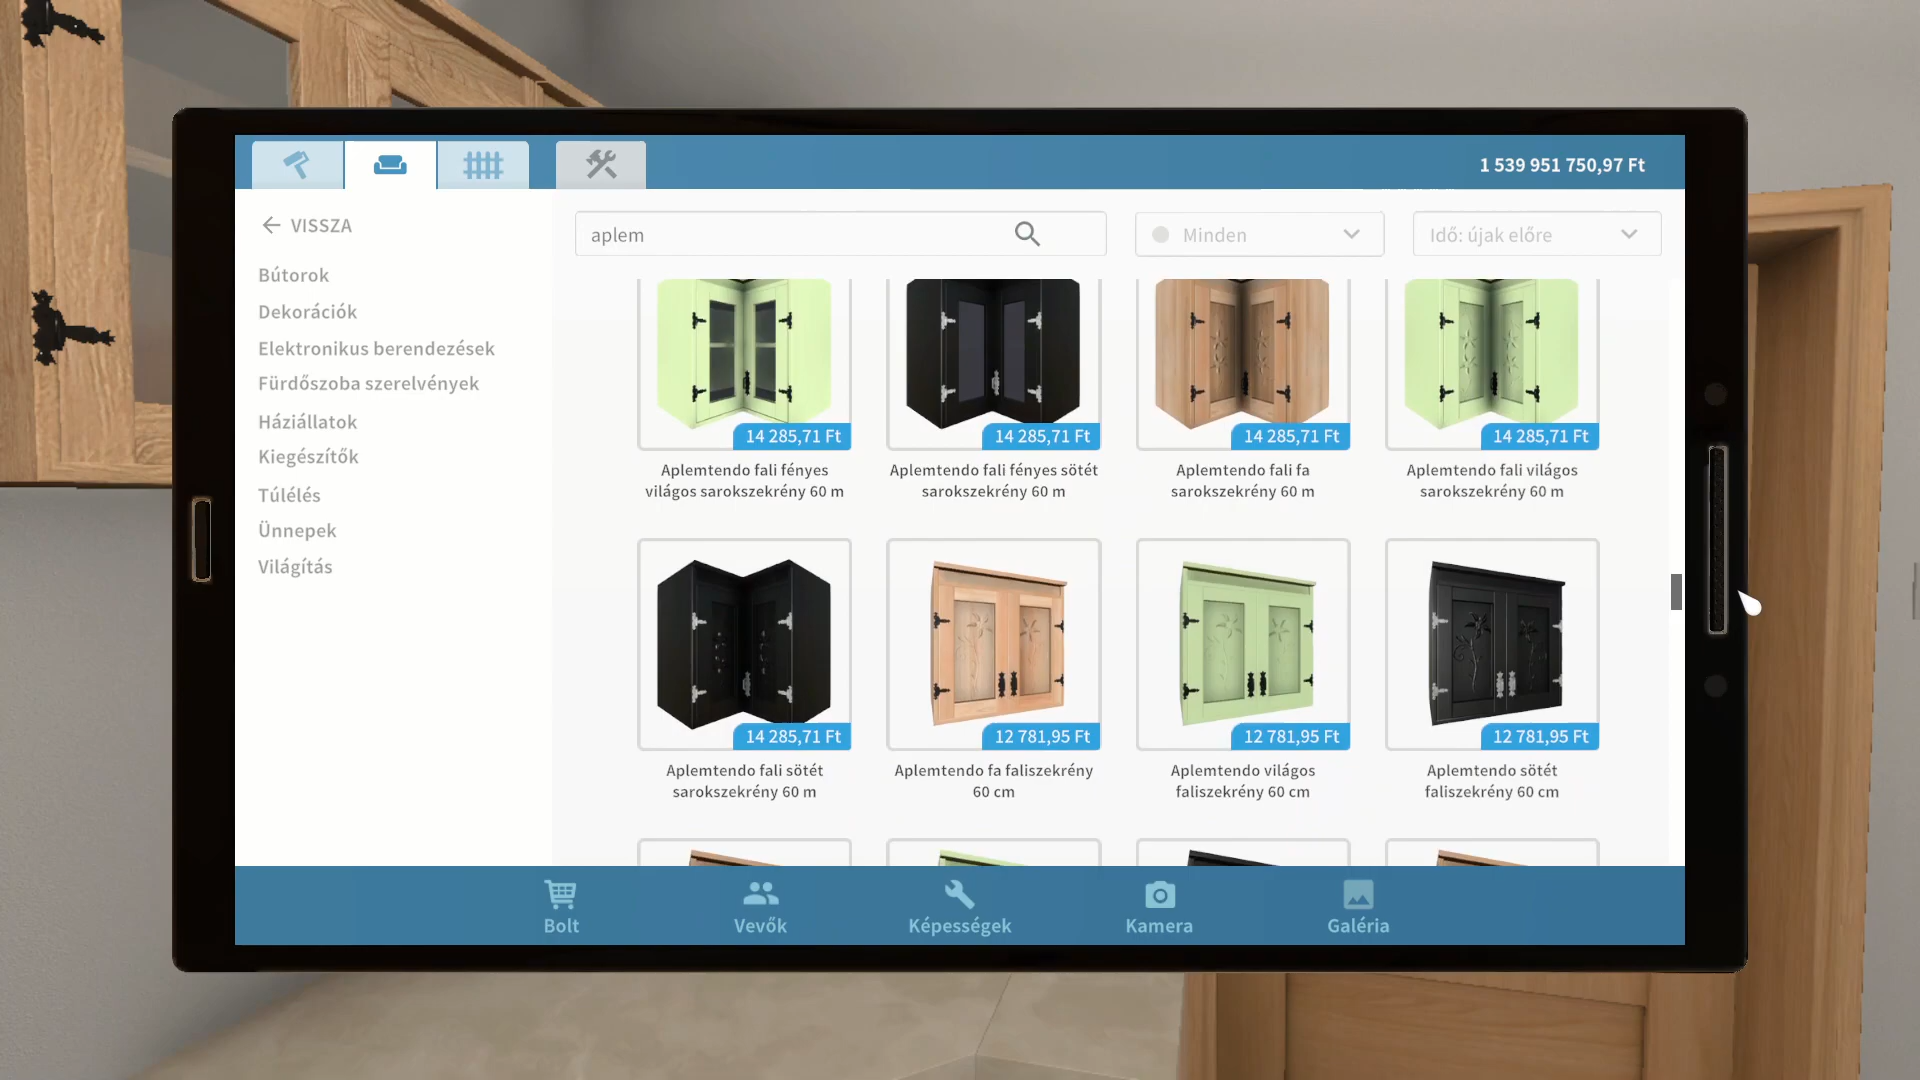 1 539 951 750,97 Ft
VISSZA
aplem
Minden
Idő: újak előre
Bútorok
Dekorációk
Elektronikus berendezések
Fürdőszoba szerelvények
Háziállatok
Kiegészítők
Túlélés
Ünnepek
Világítás
14 285,71 Ft
14 285,71 Ft
14 285,71 Ft
14 285,71 Ft
Aplemtendo fali fényes
világos sarokszekrény 60 m
Aplemtendo fali fényes sötét
sarokszekrény 60 m
Aplemtendo fali fa
sarokszekrény 60 m
Aplemtendo fali világos
sarokszekrény 60 m
14 285,71 Ft
12 781,95 Ft
12 781,95 Ft
12 781,95 Ft
Aplemtendo fali sötét
sarokszekrény 60 m
Aplemtendo fa faliszekrény
60 cm
Aplemtendo világos
faliszekrény 60 cm
Aplemtendo sötét
faliszekrény 60 cm
Bolt
Vevők
Képességek
Kamera
Galéria